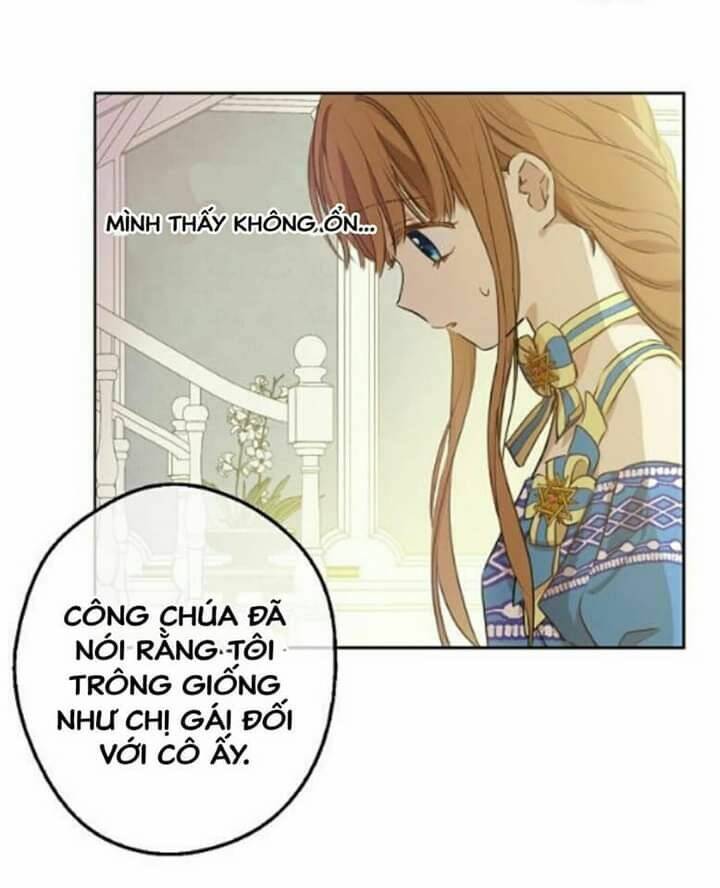 MÌNH THẤY KHÔNG ỔN...
CÔNG CHÚA ĐÃ
NÓI RẰNG TÔI
TRÔNG GIỐNG
NHƯ CHỊ GÁI ĐỐI
VỚI CÔ ẤY.